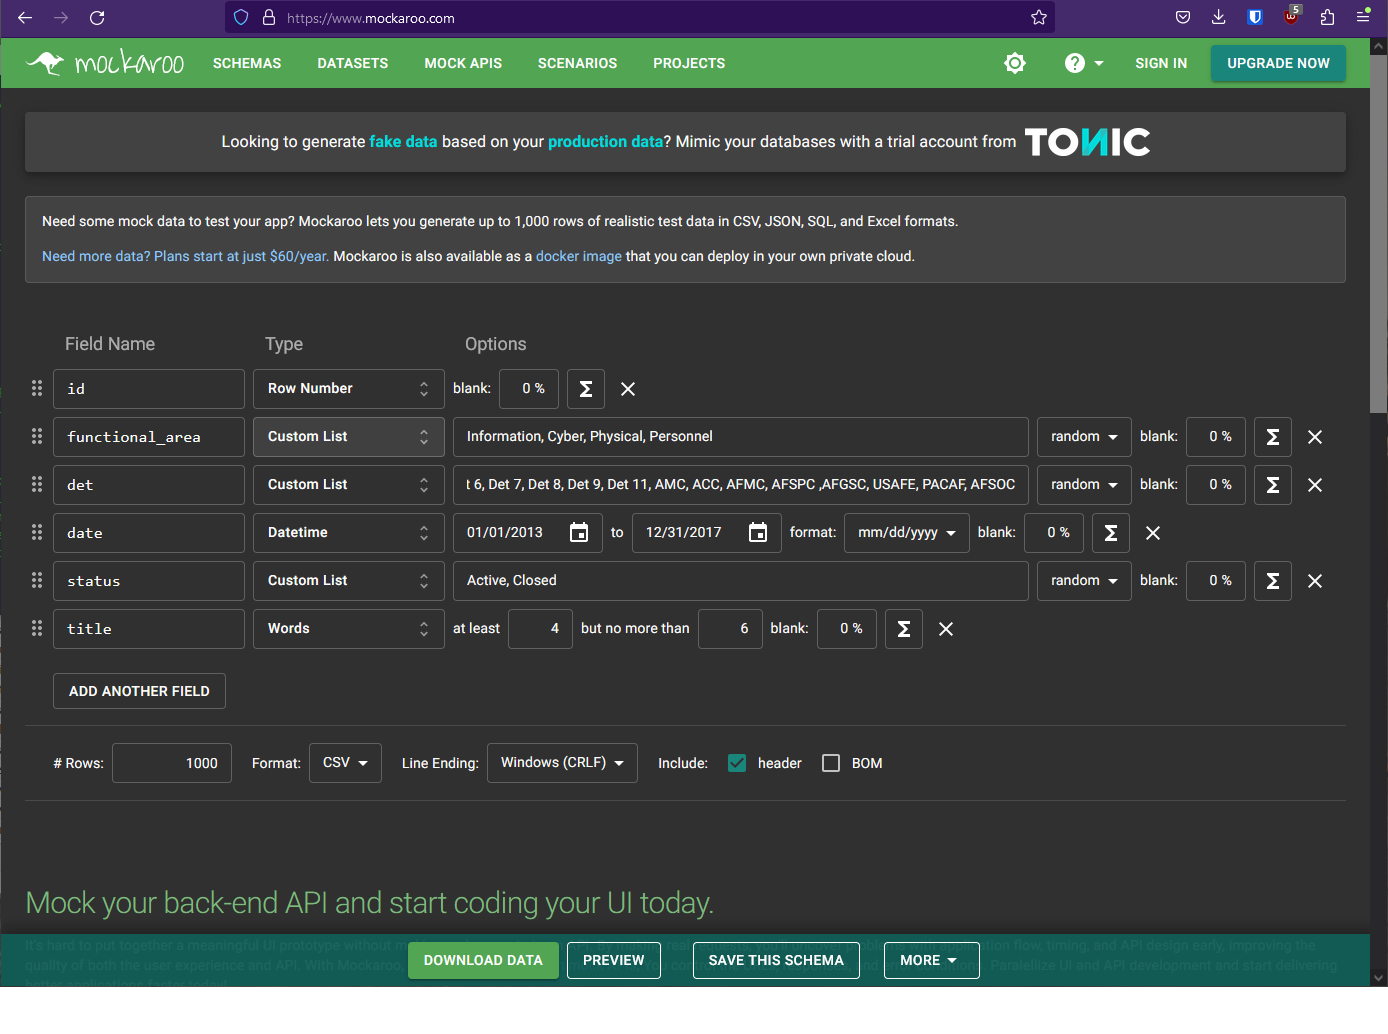 https://www.mockaroo.com
5
mockaroo SCHEMAS DATASETS MOCK APIS SCENARIOS PROJECTS ? SIGN IN UPGRADE NOW
Looking to generate fake data based on your production data? Mimic your databases with a trial account from TONIC
Need some mock data to test your app? Mockaroo lets you generate up to 1,000 rows of realistic test data in CSV, JSON, SQL, and Excel formats.
Need more data? Plans start at just $60/year. Mockaroo is also available as a docker image that you can deploy in your own private cloud.
Field Name Type Options
id Row Number blank: 0 % Σ
functional_area Custom List Information, Cyber, Physical, Personnel random blank: 0 % Σ
det Custom List t 6, Det 7, Det 8, Det 9, Det 11, AMC, ACC, AFMC, AFSPC ,AFGSC, USAFE, PACAF, AFSOC random blank: 0 % Σ
date Datetime 01/01/2013 to 12/31/2017 format: mm/dd/yyyy blank: 0 % Σ
status Custom List Active, Closed random blank: 0 % Σ
title Words at least 4 but no more than 6 blank: 0 % Σ
ADD ANOTHER FIELD
# Rows: 1000 Format: CSV Line Ending: Windows (CRLF) Include: header BOM
Mock your back-end API and start coding your UI today.
It's hard to put together a meaningful UI prototype without flow, timing, and API design early, improving the
quality of both the user experience and API. With Mockaroo, Parallelize UI and API development and start delivering
better applications faster today!
DOWNLOAD DATA PREVIEW SAVE THIS SCHEMA MORE